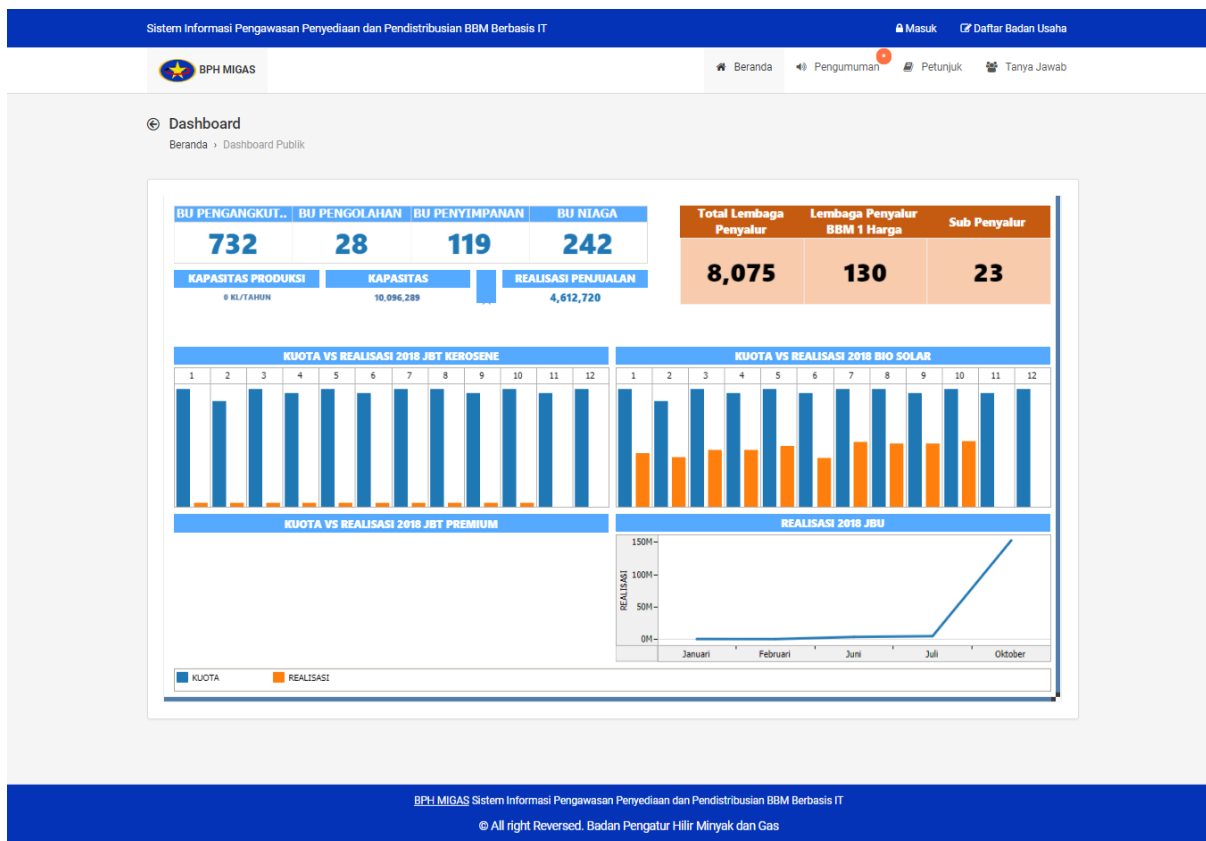 Sistem Informasi Pengawasan Penyediaan dan Pendistribusian BBM Berbasis IT
Masuk
Daftar Badan Usaha
BPH MIGAS
Beranda
Pengumuman
Petunjuk
Tanya Jawab
Dashboard
Beranda › Dashboard Publik
BU PENGANGKUT.. BU PENGOLAHAN BU PENYIMPANAN BU NIAGA
732 28 119 242
KAPASITAS PRODUKSI KAPASITAS REALISASI PENJUALAN
0 KL/TAHUN 10,096,289 4,612,720
Total Lembaga Penyalur
Lembaga Penyalur BBM 1 Harga
Sub Penyalur
8,075 130 23
KUOTA VS REALISASI 2018 JBT KEROSENE
1 2 3 4 5 6 7 8 9 10 11 12
KUOTA VS REALISASI 2018 BIO SOLAR
1 2 3 4 5 6 7 8 9 10 11 12
KUOTA VS REALISASI 2018 JBT PREMIUM
REALISASI 2018 JBU
REALISASI
150M
100M
50M
0M
Januari Februari Juni Juli Oktober
KUOTA REALISASI
BPH MIGAS Sistem Informasi Pengawasan Penyediaan dan Pendistribusian BBM Berbasis IT
© All right Reversed. Badan Pengatur Hilir Minyak dan Gas